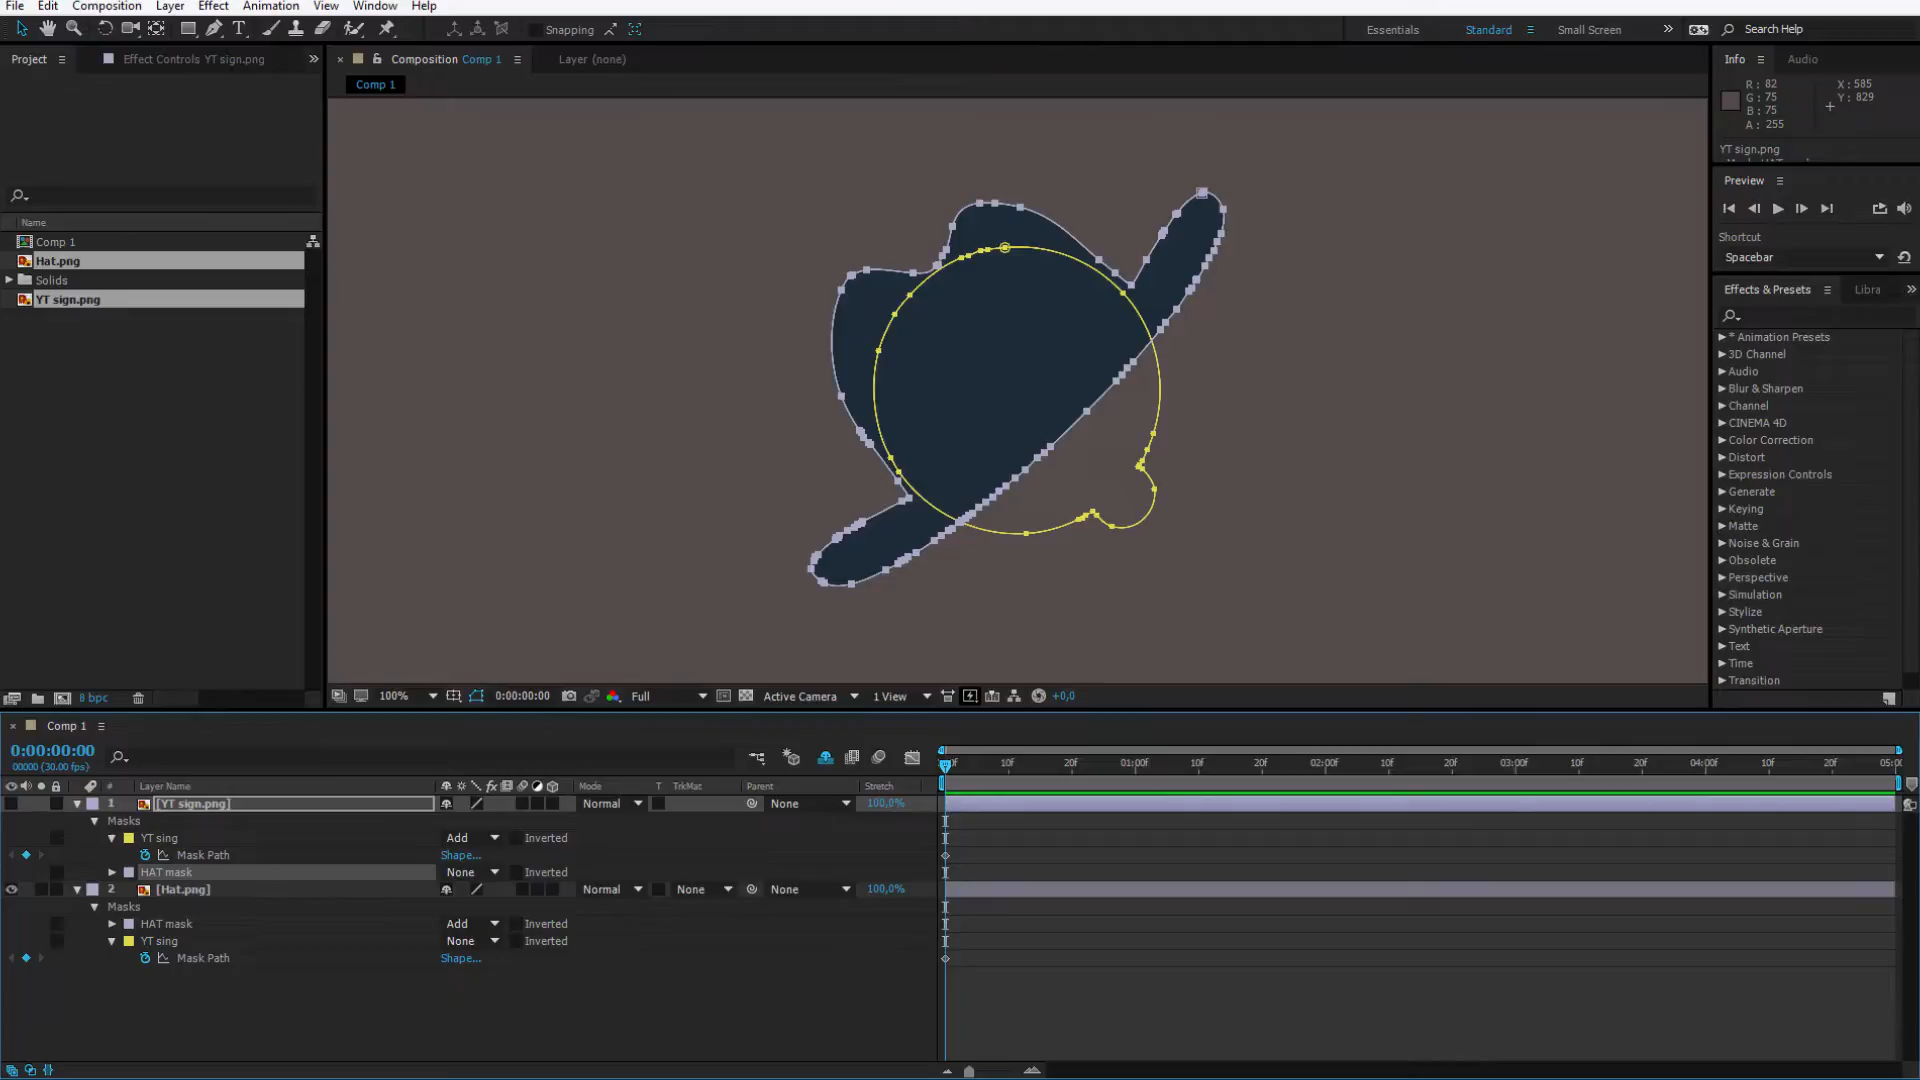 File Edit Composition Layer Effect Animation View Window Help
Snapping
Essentials Standard Small Screen » Search Help
Project Effect Controls YT sign.png »
× Composition Comp 1 Layer (none)
Info Audio
Comp 1
R: 82 X: 585
G: 75 Y: 829
B: 75
A: 255
YT sign.png
Preview
Name
Comp 1
Hat.png
Solids
YT sign.png
Shortcut
Spacebar
Effects & Presets Libra »
* Animation Presets
3D Channel
Audio
Blur & Sharpen
Channel
CINEMA 4D
Color Correction
Distort
Expression Controls
Generate
Keying
Matte
Noise & Grain
Obsolete
Perspective
Simulation
Stylize
Synthetic Aperture
Text
Time
Transition
8 bpc
100% 0:00:00:00 Full Active Camera 1 View +0,0
× Comp 1
0:00:00:00
00000 (30.00 fps)
10f 20f 01:00f 10f 20f 02:00f 10f 20f 03:00f 10f 20f 04:00f 10f 20f
# Layer Name fx Mode T TrkMat Parent Stretch
1 [YT sign.png] Normal None 100,0%
Masks
YT sing Add Inverted
Mask Path Shape...
HAT mask None Inverted
2 [Hat.png] Normal None None 100,0%
Masks
HAT mask Add Inverted
YT sing None Inverted
Mask Path Shape...